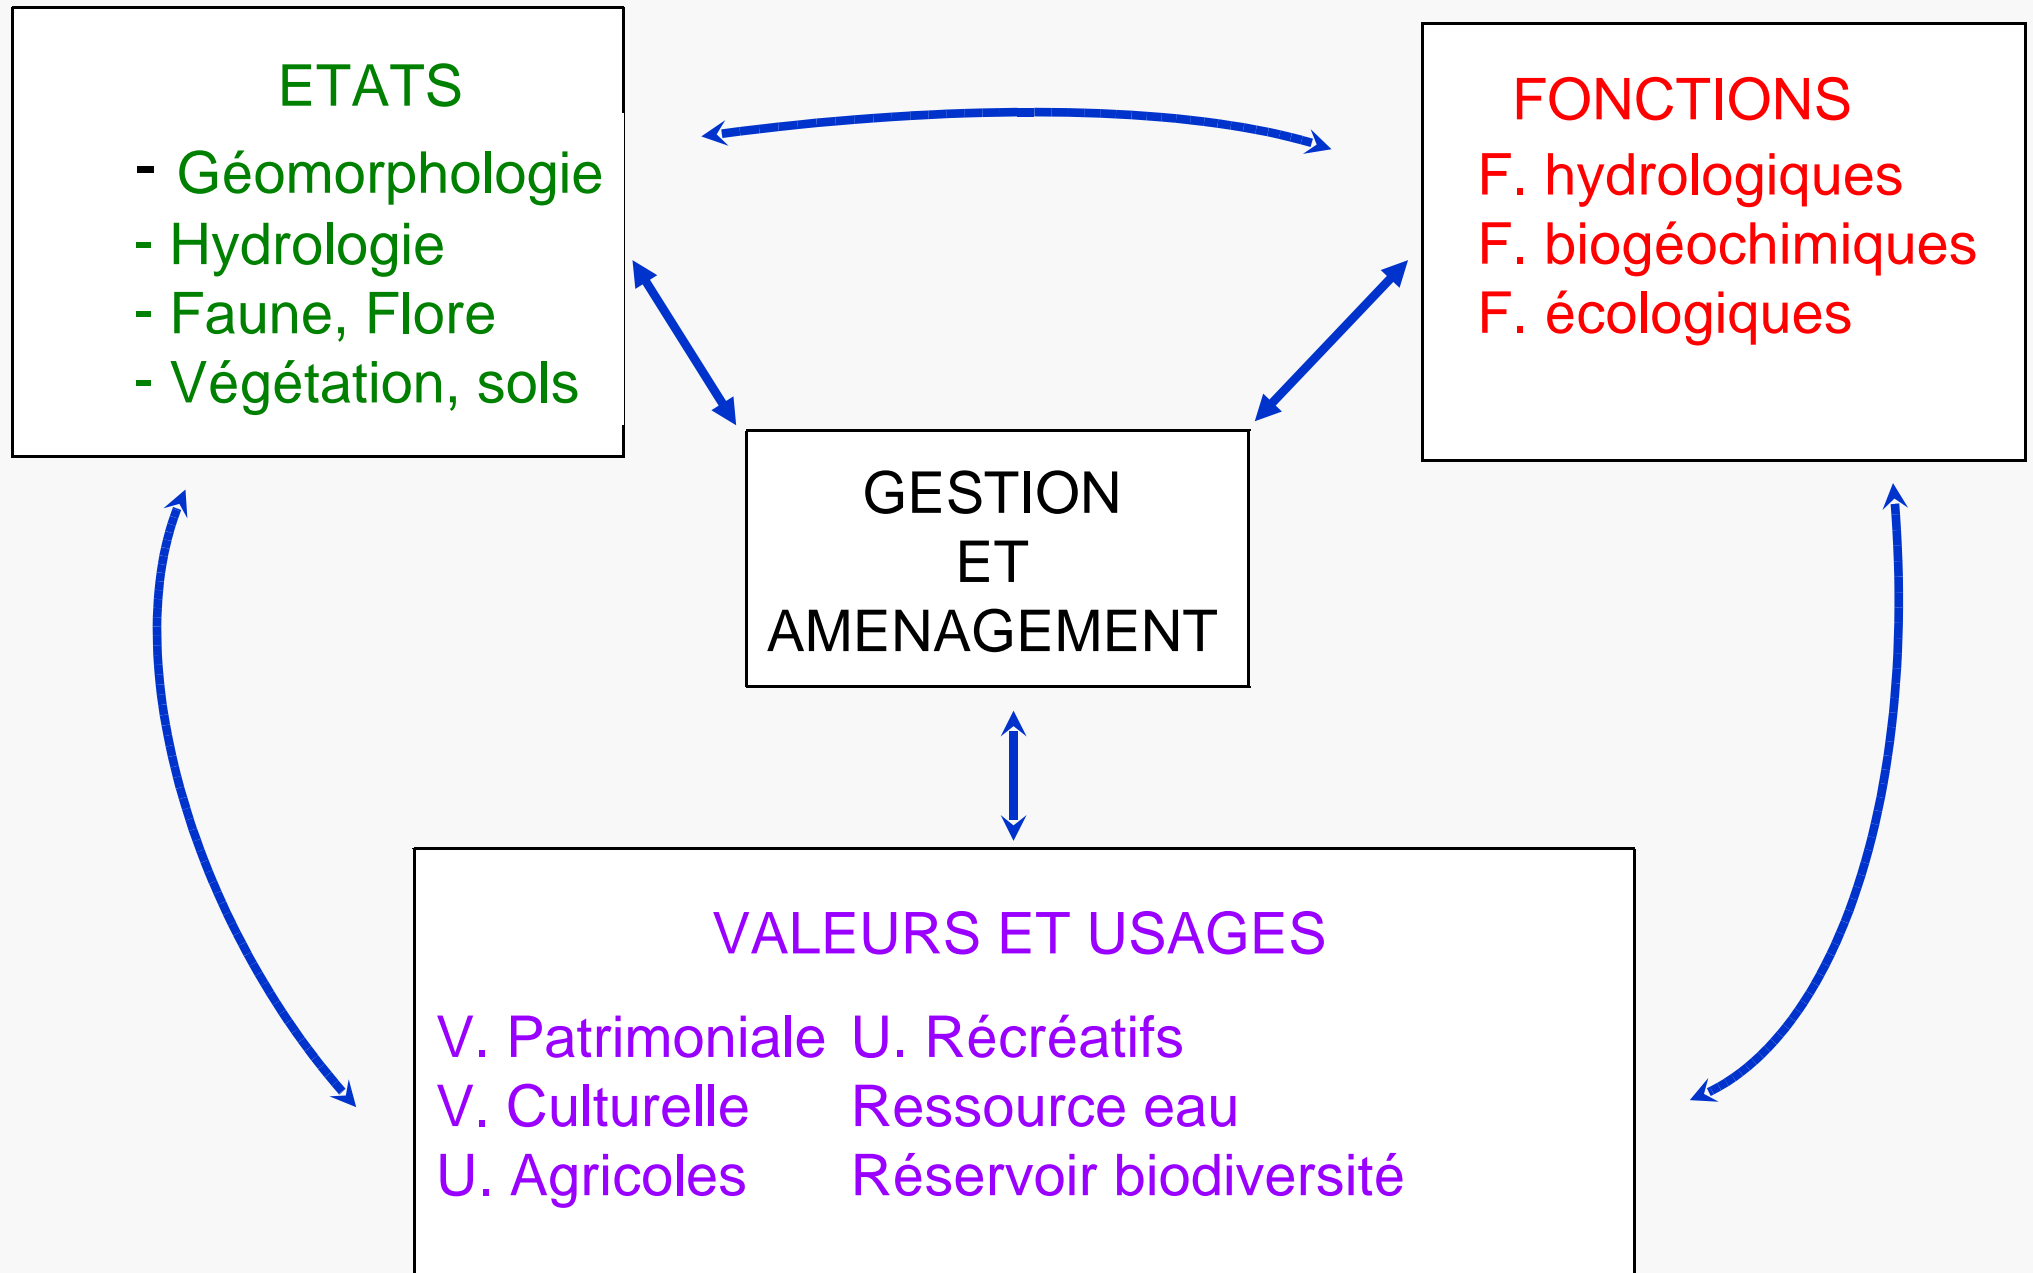 ETATS
- Géomorphologie
- Hydrologie
- Faune, Flore
- Végétation, sols
FONCTIONS
F. hydrologiques
F. biogéochimiques
F. écologiques
GESTION
ET
AMENAGEMENT
VALEURS ET USAGES
V. Patrimoniale U. Récréatifs
V. Culturelle Ressource eau
U. Agricoles Réservoir biodiversité